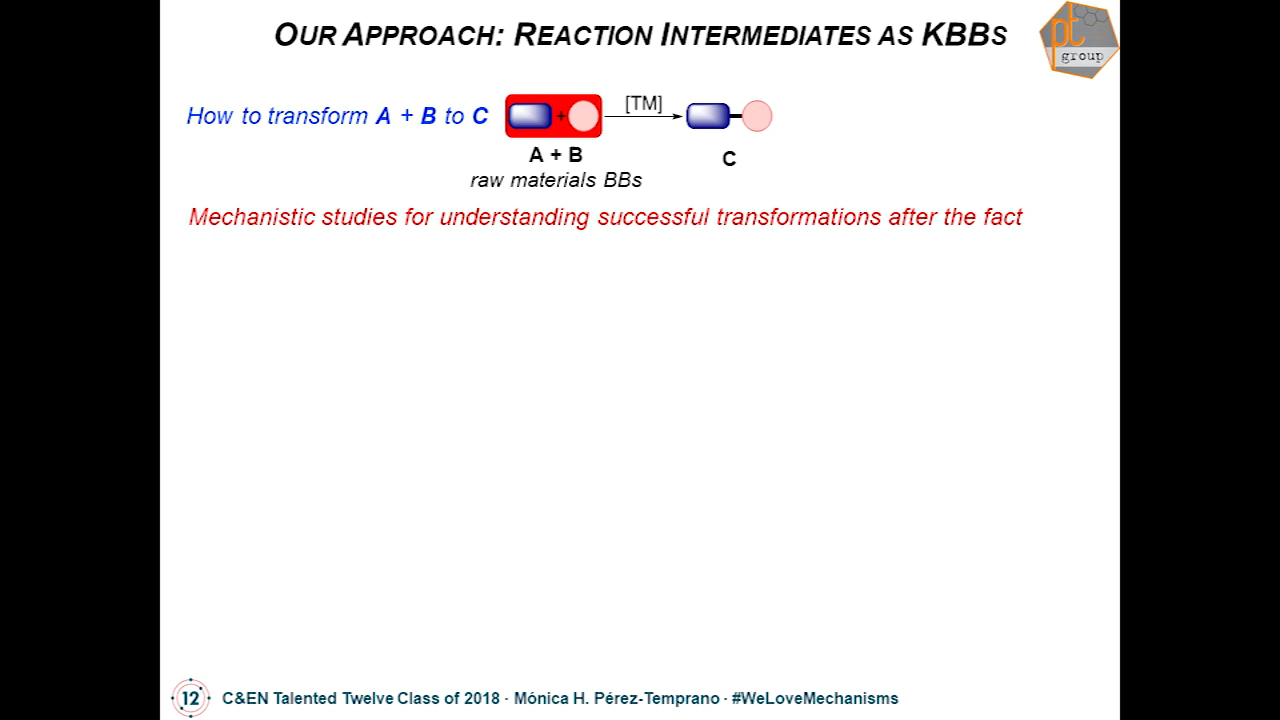 OUR APPROACH: REACTION INTERMEDIATES AS KBBS
pt
group
How to transform A + B to C
+
[TM]
A + B
C
raw materials BBs
Mechanistic studies for understanding successful transformations after the fact
12
C&EN Talented Twelve Class of 2018 · Mónica H. Pérez-Temprano · #WeLoveMechanisms